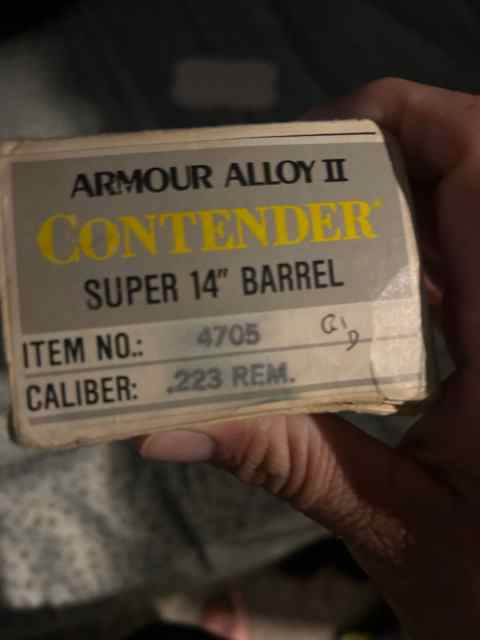 ARMOUR ALLOY II
CONTENDER
SUPER 14" BARREL
ITEM NO.: 4705
CALIBER: .223 REM.